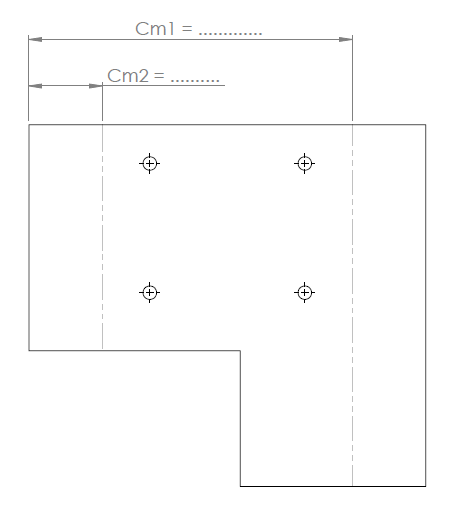 Cm1 = .............
Cm2 = ..........